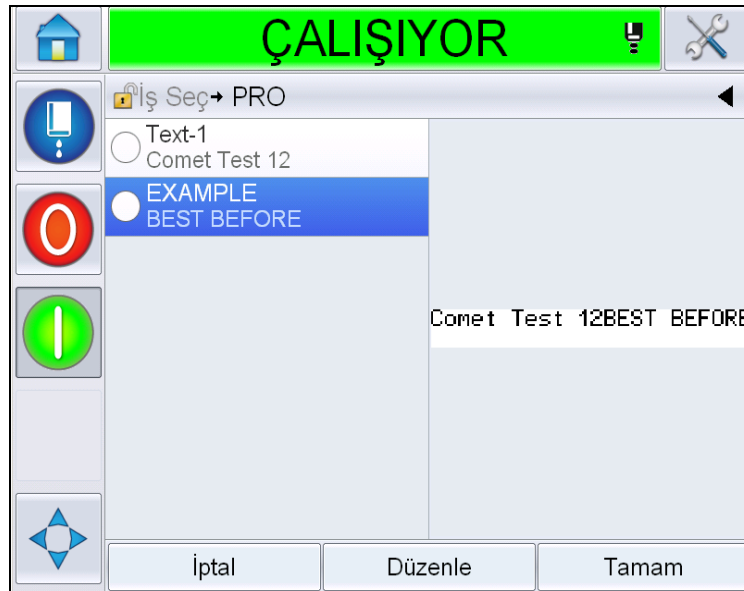 ÇALIŞIYOR
İş Seç→ PRO
Text-1
Comet Test 12
EXAMPLE
BEST BEFORE
Comet Test 12BEST BEFORE
İptal
Düzenle
Tamam